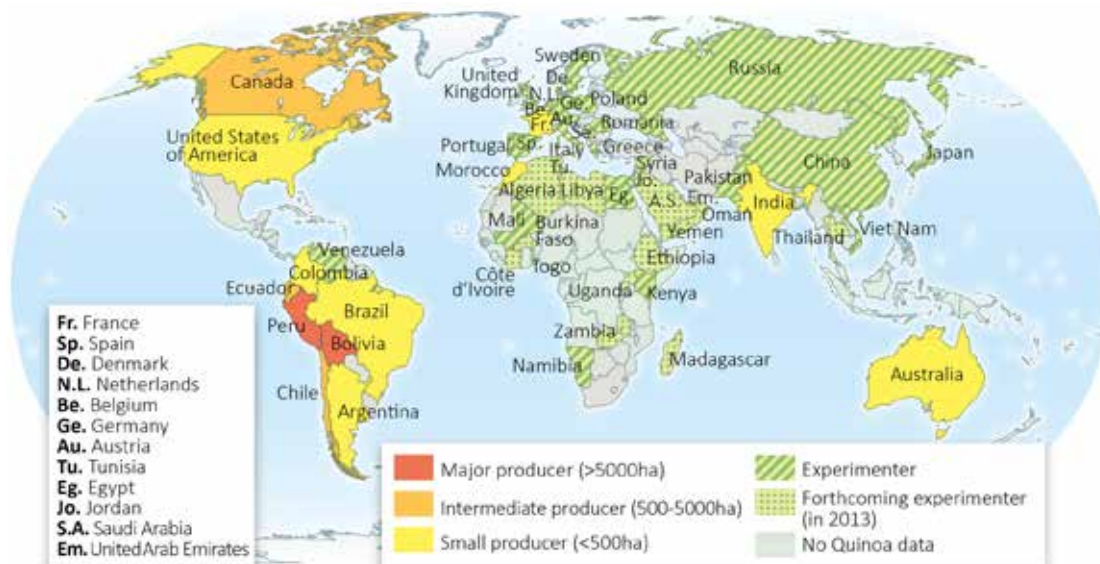 Sweden
Russia
De.
Canada
United
Kingdom
N.L.
Ge.
Poland
Be.
Fr.
Au.
Romania
Se.
United States
of America
Portugal
Sp.
Italy
Greece
China
Japan
Tu.
Syria
Morocco
Jo.
Pakistan
Algeria
Libya
Eg.
A.S.
Em.
India
Mali
Burkina
Faso
Oman
Yemen
Thailand
Viet Nam
Venezuela
Togo
Ethiopia
Colombia
Côte
d'Ivoire
Ecuador
Uganda
Kenya
Brazil
Peru
Bolivia
Zambia
Namibia
Madagascar
Australia
Chile
Argentina
Fr. France
Sp. Spain
De. Denmark
N.L. Netherlands
Be. Belgium
Ge. Germany
Au. Austria
Tu. Tunisia
Eg. Egypt
Jo. Jordan
S.A. Saudi Arabia
Em. United Arab Emirates
Major producer (>5000ha)
Intermediate producer (500-5000ha)
Small producer (<500ha)
Experimenter
Forthcoming experimenter
(in 2013)
No Quinoa data